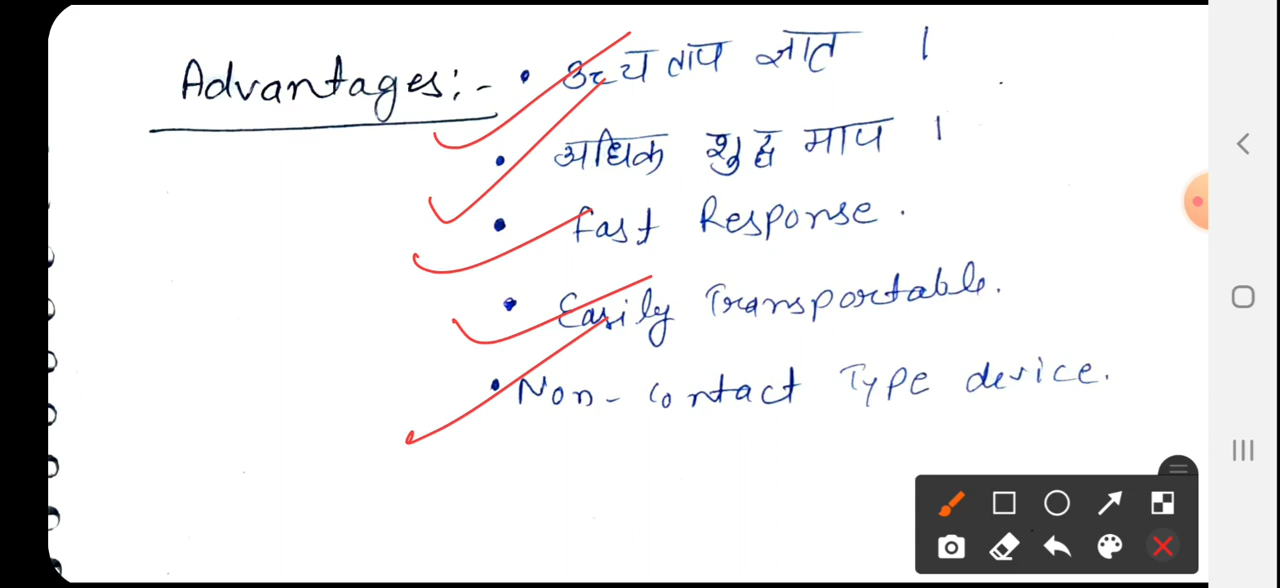 Advantages:- • उच्च ताप ज्ञात ।
• अधिक शुद्ध माप ।
• Fast Response.
• Easily Transportable.
• Non-Contact Type device.